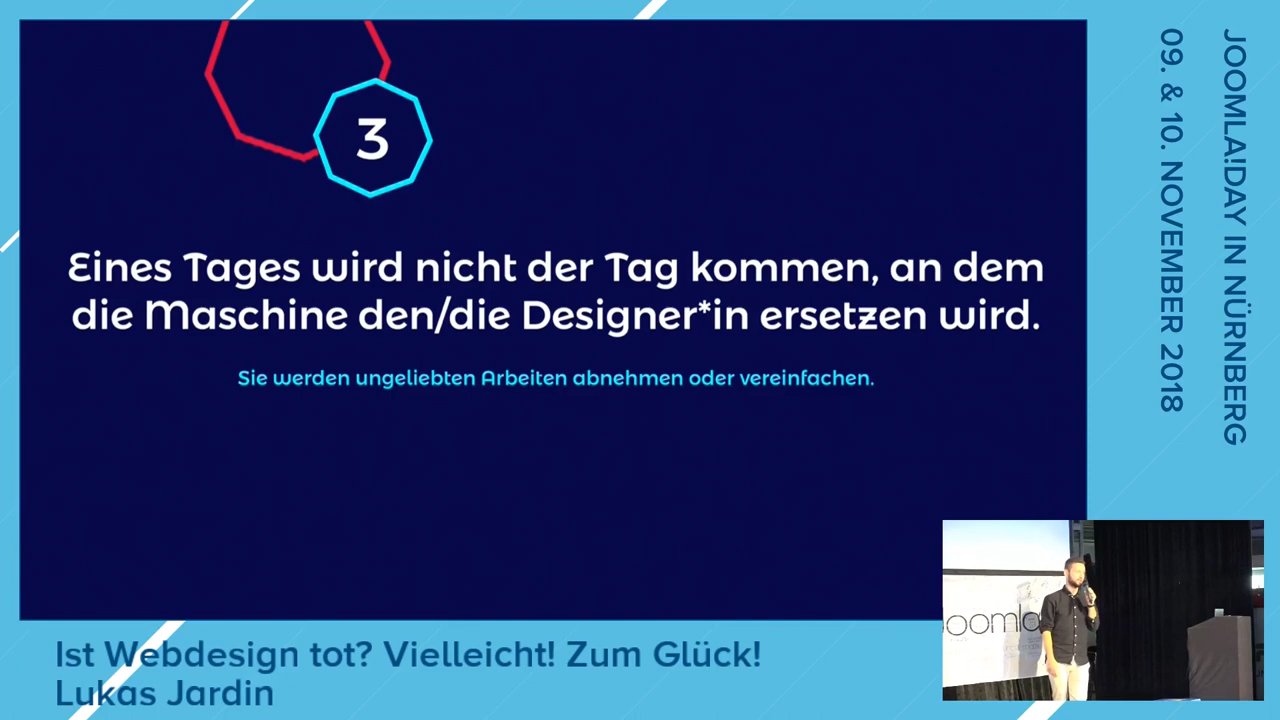 3
Eines Tages wird nicht der Tag kommen, an dem
die Maschine den/die Designer*in ersetzen wird.
Sie werden ungeliebten Arbeiten abnehmen oder vereinfachen.
JOOMLA!DAY IN NÜRNBERG
09. & 10. NOVEMBER 2018
Joomla
Ist Webdesign tot? Vielleicht! Zum Glück!
Lukas Jardin